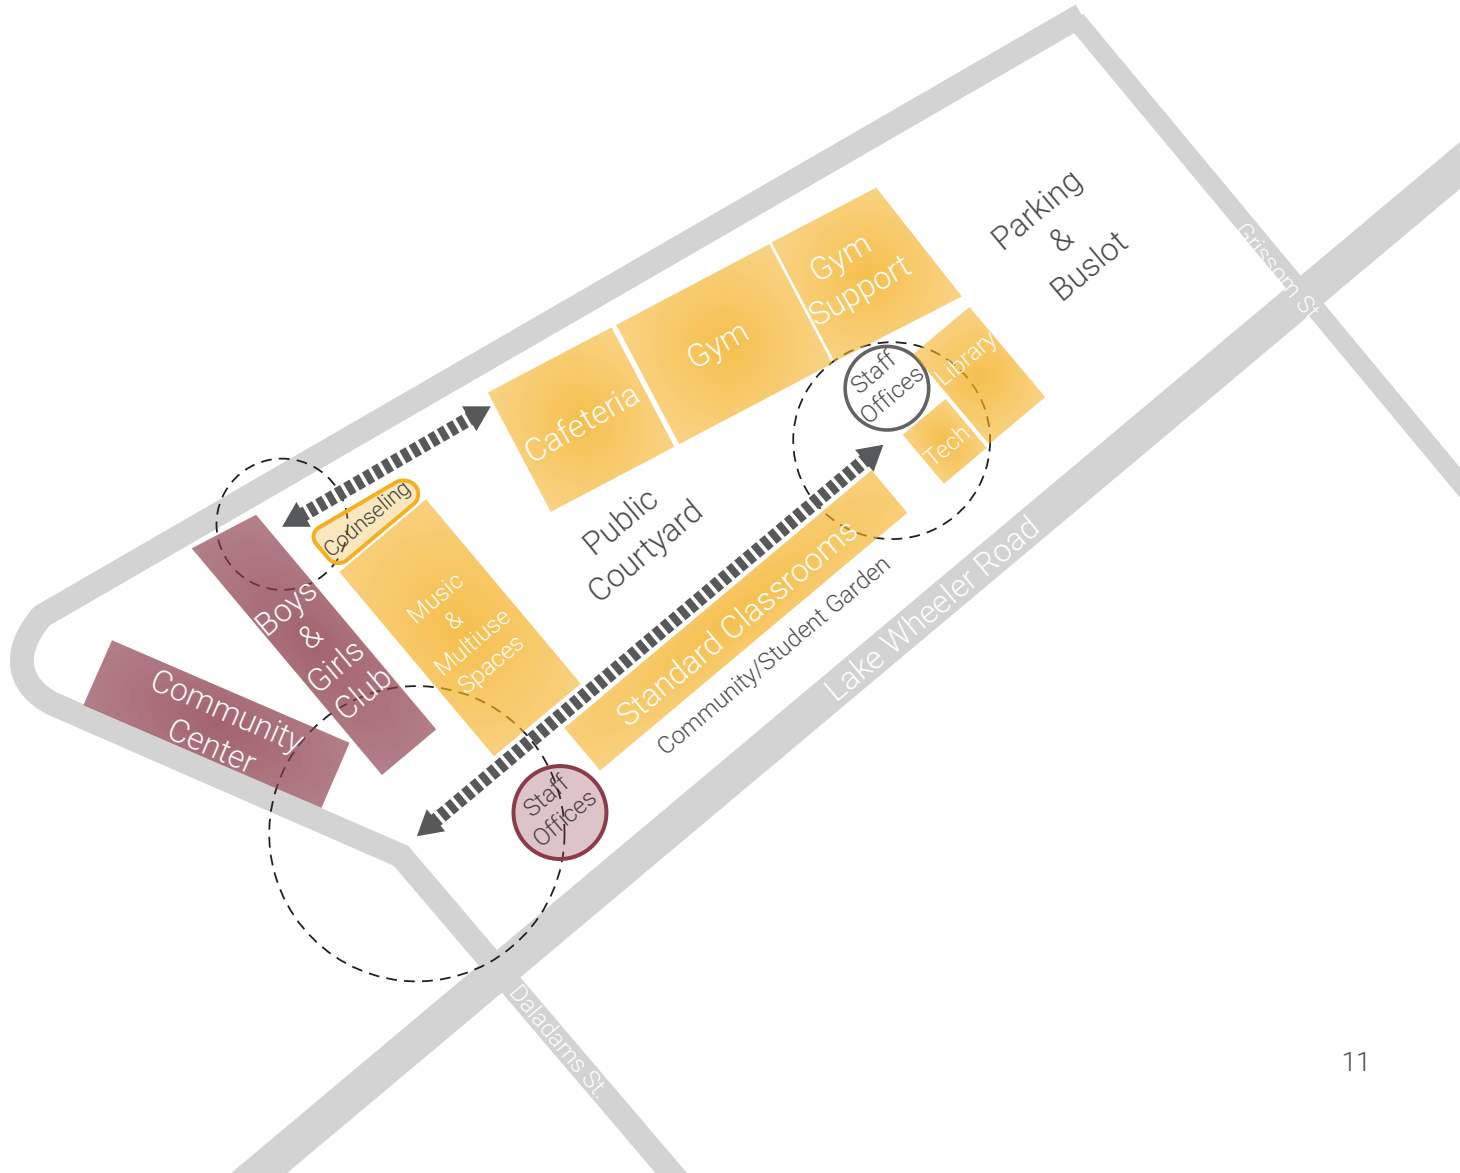 Parking
&
Buslot
Grissom St.
Gym
Support
Gym
Cafeteria
Staff
Offices
Library
Tech
Counseling
Public
Courtyard
Music
&
Multiuse
Spaces
Boys
&
Girls
Club
Standard Classrooms
Community/Student Garden
Lake Wheeler Road
Community
Center
Staff
Offices
Daladams St.
11